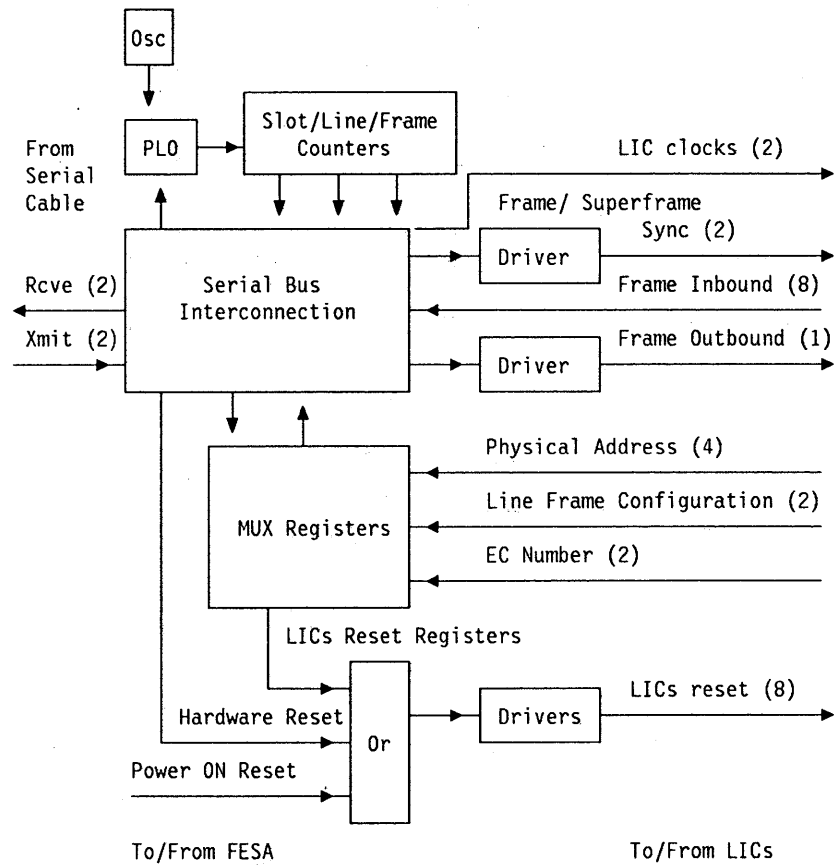 Osc
PLO
Slot/Line/Frame
Counters
From
Serial
Cable
LIC clocks (2)
Frame/ Superframe
Sync (2)
Driver
Serial Bus
Interconnection
Rcve (2)
Frame Inbound (8)
Xmit (2)
Frame Outbound (1)
Driver
Physical Address (4)
Line Frame Configuration (2)
MUX Registers
EC Number (2)
LICs Reset Registers
LICs reset (8)
Hardware Reset
Or
Drivers
Power ON Reset
To/From FESA
To/From LICs